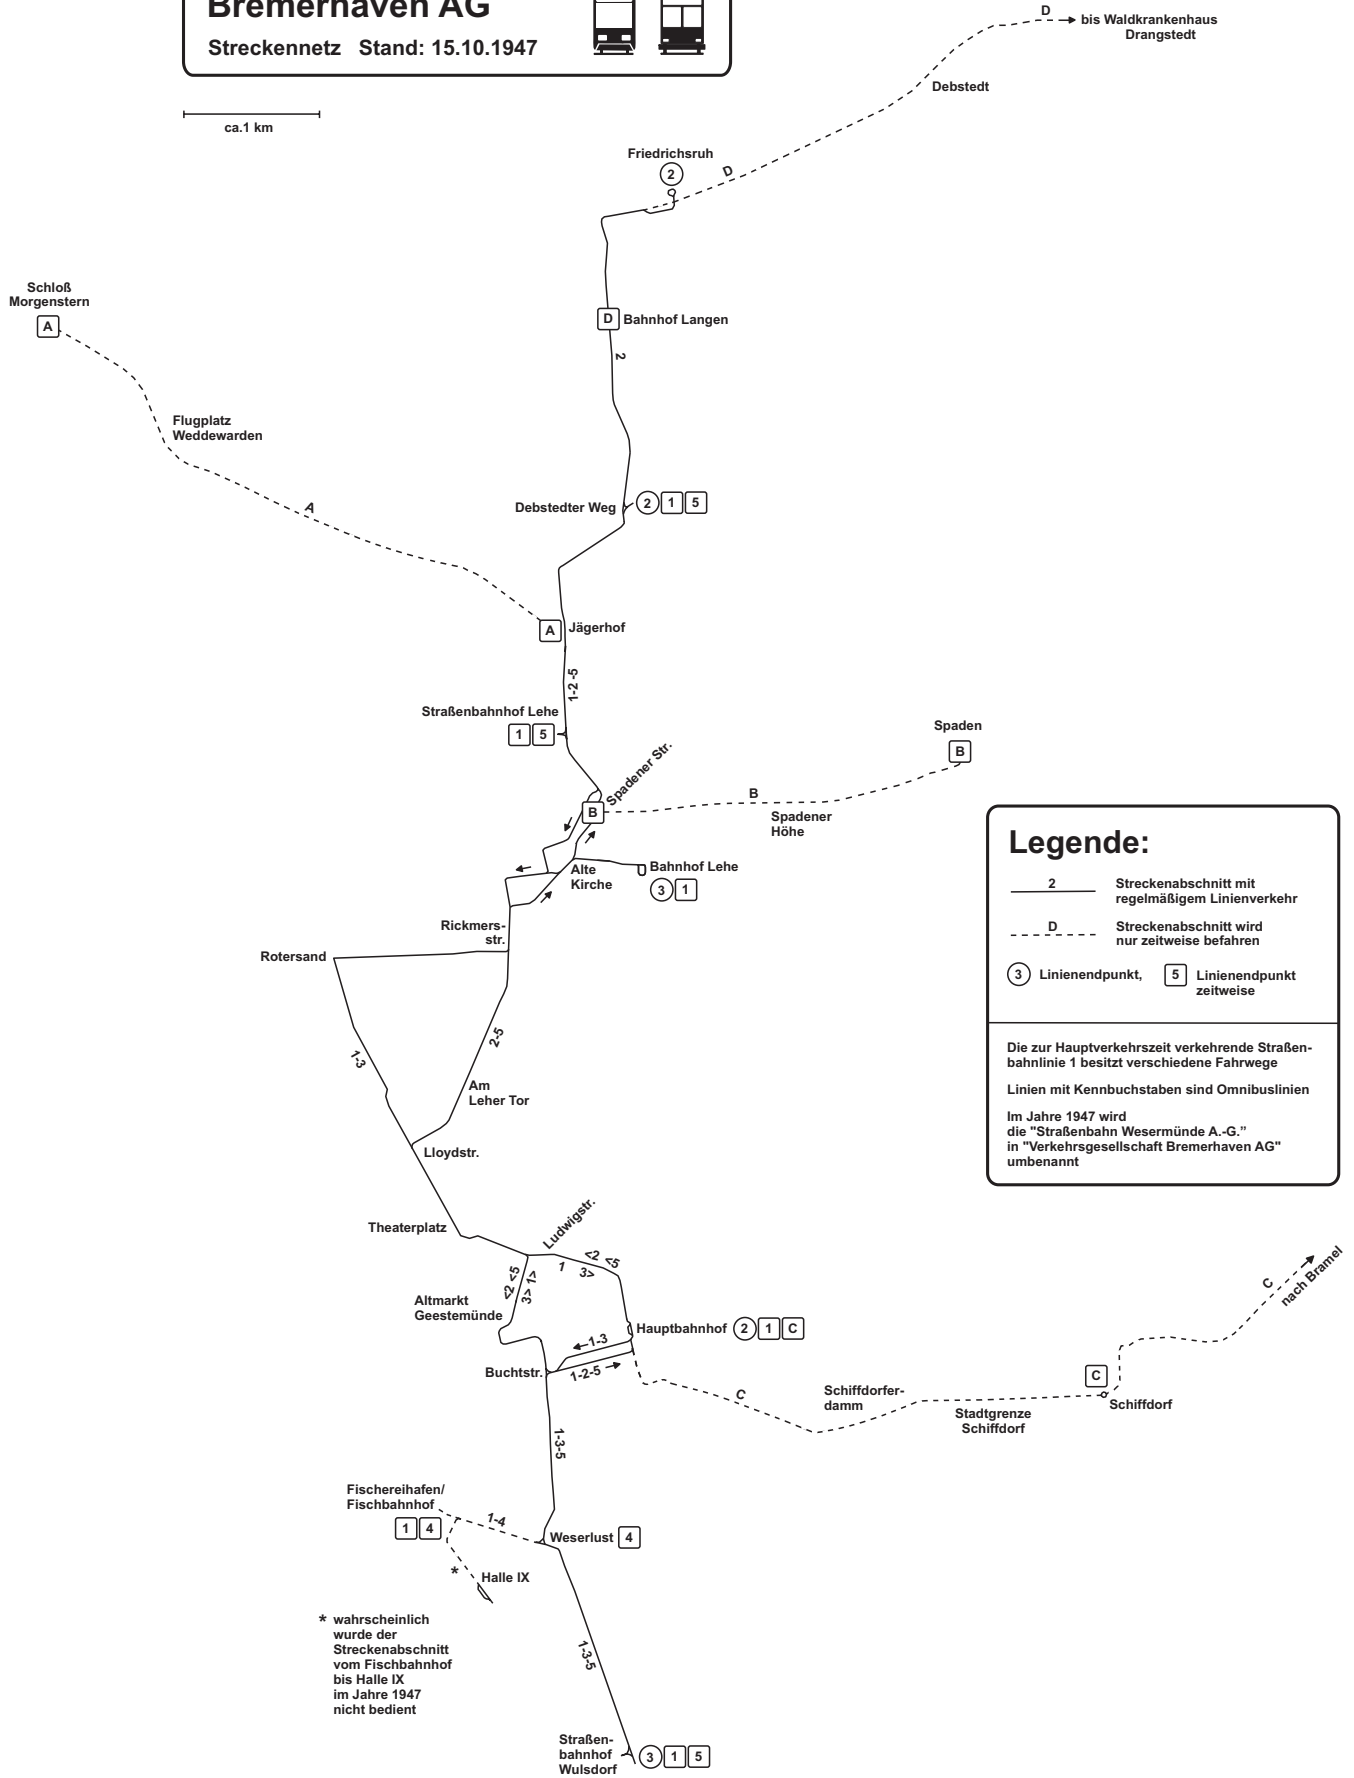 Bremerhaven AG
Streckennetz Stand: 15.10.1947
ca.1 km
D
bis Waldkrankenhaus
Drangstedt
Debstedt
Friedrichsruh
2
D
Schloß
Morgenstern
A
D
Bahnhof Langen
2
Flugplatz
Weddewarden
A
Debstedter Weg
2 1 5
A
Jägerhof
1-2-5
Straßenbahnhof Lehe
1 5
Spadener Str.
B
B
Spaden
B
Spadener
Höhe
Alte
Kirche
Bahnhof Lehe
3 1
Rickmers-
str.
Rotersand
1-3
2-5
Am
Leher Tor
Lloydstr.
Theaterplatz
Ludwigstr.
<2 <5
1
3>
<2 <5
3> 1>
Altmarkt
Geestemünde
Hauptbahnhof
2 1 C
1-3
Buchtstr.
1-2-5
C
Schiffdorfer-
damm
Stadtgrenze
Schiffdorf
C
Schiffdorf
C
nach Bramel
1-3-5
Fischereihafen/
Fischbahnhof
1 4
1-4
Weserlust
4
*
Halle IX
* wahrscheinlich
wurde der
Streckenabschnitt
vom Fischbahnhof
bis Halle IX
im Jahre 1947
nicht bedient
1-3-5
Straßen-
bahnhof
Wulsdorf
3 1 5
Legende:
2
Streckenabschnitt mit
regelmäßigem Linienverkehr
D
Streckenabschnitt wird
nur zeitweise befahren
3
Linienendpunkt,
5
Linienendpunkt
zeitweise
Die zur Hauptverkehrszeit verkehrende Straßen-
bahnlinie 1 besitzt verschiedene Fahrwege
Linien mit Kennbuchstaben sind Omnibuslinien
Im Jahre 1947 wird
die "Straßenbahn Wesermünde A.-G.”
in "Verkehrsgesellschaft Bremerhaven AG"
umbenannt